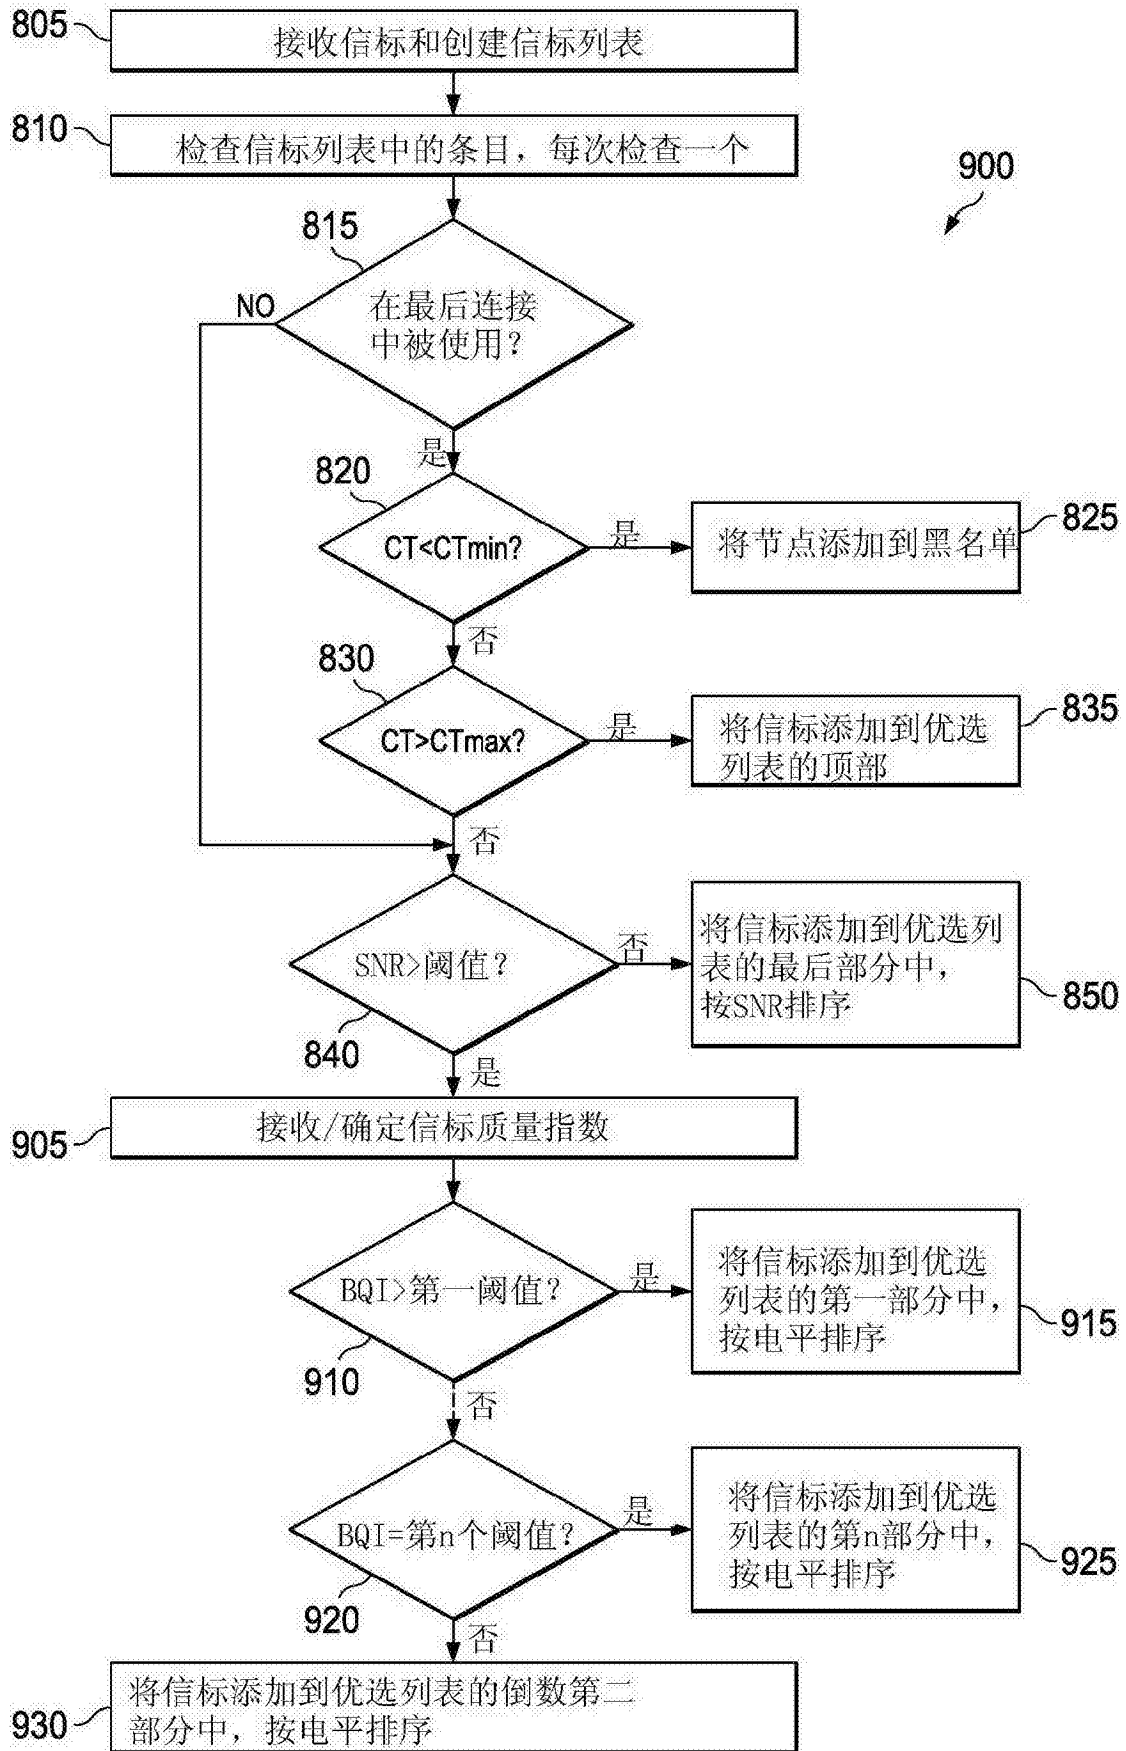 805
接收信标和创建信标列表
810
检查信标列表中的条目，每次检查一个
900
815
NO
在最后连接
中被使用？
是
820
CT<CTmin?
是
将节点添加到黑名单
825
否
830
CT>CTmax?
是
将信标添加到优选
列表的顶部
835
否
SNR>阈值？
否
将信标添加到优选列
表的最后部分中，
按SNR排序
850
840
是
905
接收/确定信标质量指数
BQI>第一阈值？
是
将信标添加到优选
列表的第一部分中，
按电平排序
915
910
否
BQI=第n个阈值？
是
将信标添加到优选
列表的第n部分中，
按电平排序
925
920
否
930
将信标添加到优选列表的倒数第二
部分中，按电平排序